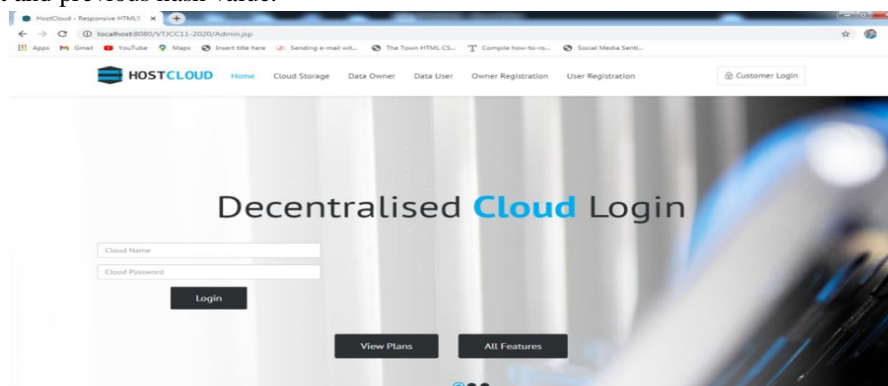 t and previous hash value.
HostCloud - Responsive HTML5
localhost:8080/VTJCC11-2020/Admin.jsp
Apps Gmail YouTube Maps Insert title here Sending e-mail wit... The Town HTML CS... Compile how-to-ro... Social Media Senti...
HOSTCLOUD Home Cloud Storage Data Owner Data User Owner Registration User Registration Customer Login
Decentralised Cloud Login
Cloud Name
Cloud Password
Login
View Plans All Features